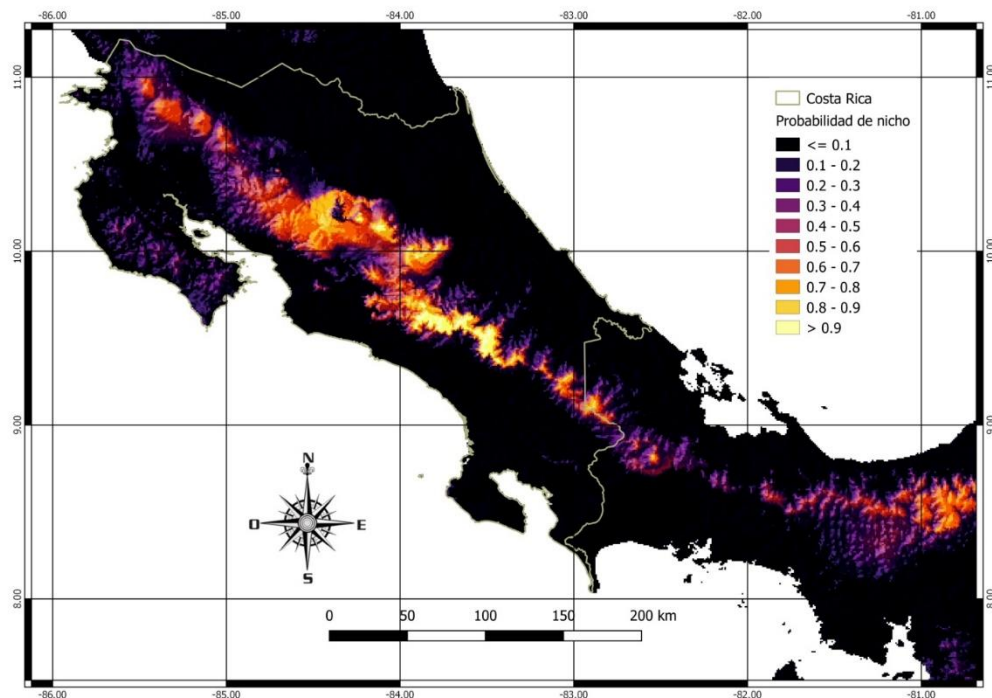 -86.00 -85.00 -84.00 -83.00 -82.00 -81.00
11.00 11.00
Costa Rica
Probabilidad de nicho
<= 0.1
0.1 - 0.2
0.2 - 0.3
0.3 - 0.4
0.4 - 0.5
0.5 - 0.6
0.6 - 0.7
0.7 - 0.8
0.8 - 0.9
> 0.9
10.00 10.00
9.00 9.00
N
O E
S
8.00 8.00
0 50 100 150 200 km
-86.00 -85.00 -84.00 -83.00 -82.00 -81.00